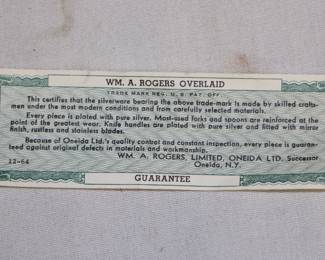 WM. A. ROGERS OVERLAID
TRADE MARK REG. U. S. PAT. OFF.
This certifies that the silverware bearing the above trade-mark is made by skilled crafts-
men under the most modern conditions and from carefully selected materials.
Every piece is plated with pure silver. Most-used forks and spoons are reinforced at the
point of the greatest wear. Knife handles are plated with pure silver and fitted with mirror
finish, rustless and stainless blades.
Because of Oneida Ltd.'s quality control and constant inspection, every piece is guaran-
teed against original defects in materials and workmanship.
WM. A. ROGERS, LIMITED, ONEIDA LTD. Successor
12-64
Oneida, N.Y.
GUARANTEE